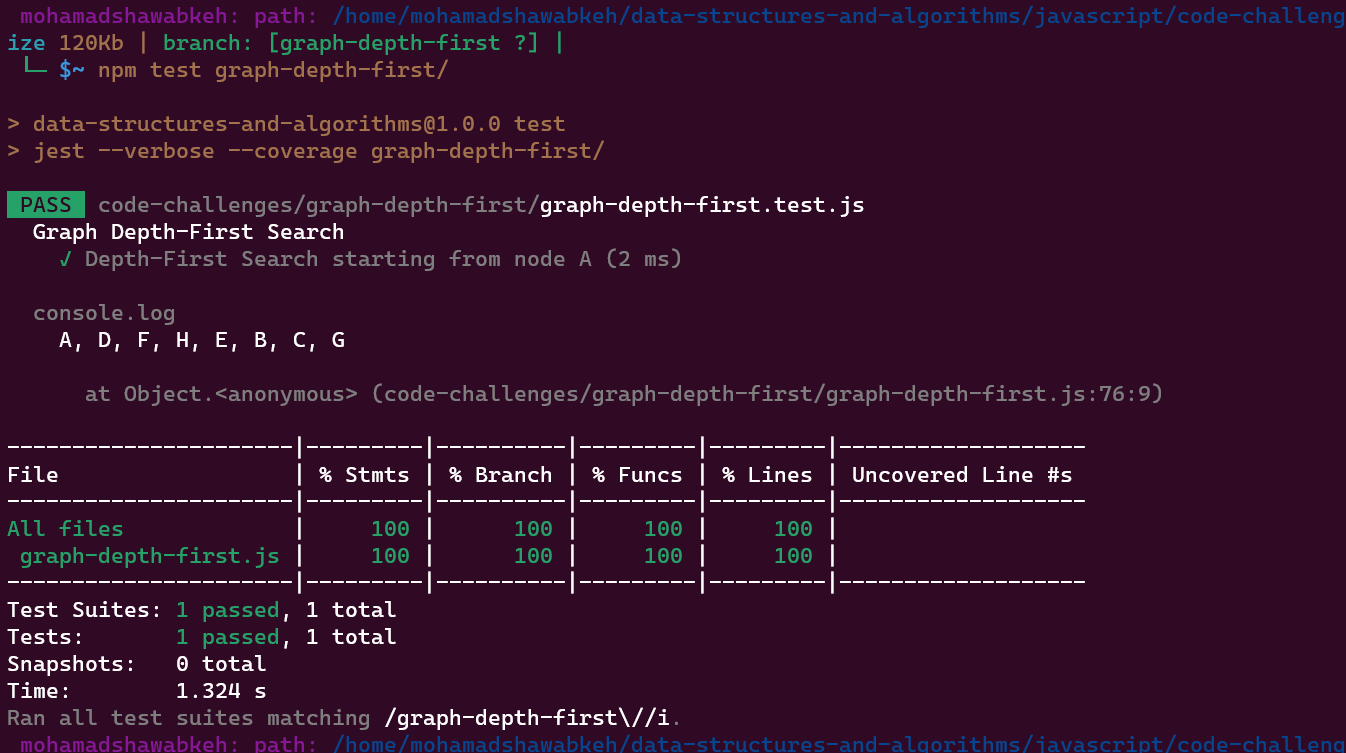 mohamadshawabkeh: path: /home/mohamadshawabkeh/data-structures-and-algorithms/javascript/code-challeng
ize 120Kb | branch: [graph-depth-first ?] |
└─ $~ npm test graph-depth-first/
> data-structures-and-algorithms@1.0.0 test
> jest --verbose --coverage graph-depth-first/
PASS code-challenges/graph-depth-first/graph-depth-first.test.js
Graph Depth-First Search
√ Depth-First Search starting from node A (2 ms)
console.log
A, D, F, H, E, B, C, G
at Object.<anonymous> (code-challenges/graph-depth-first/graph-depth-first.js:76:9)
----------------------|---------|----------|---------|---------|-------------------
File                  | % Stmts | % Branch | % Funcs | % Lines | Uncovered Line #s
----------------------|---------|----------|---------|---------|-------------------
All files             |     100 |      100 |     100 |     100 |
graph-depth-first.js |     100 |      100 |     100 |     100 |
----------------------|---------|----------|---------|---------|-------------------
Test Suites: 1 passed, 1 total
Tests:       1 passed, 1 total
Snapshots:   0 total
Time:        1.324 s
Ran all test suites matching /graph-depth-first\//i.
mohamadshawabkeh: path: /home/mohamadshawabkeh/data-structures-and-algorithms/javascript/code-challeng